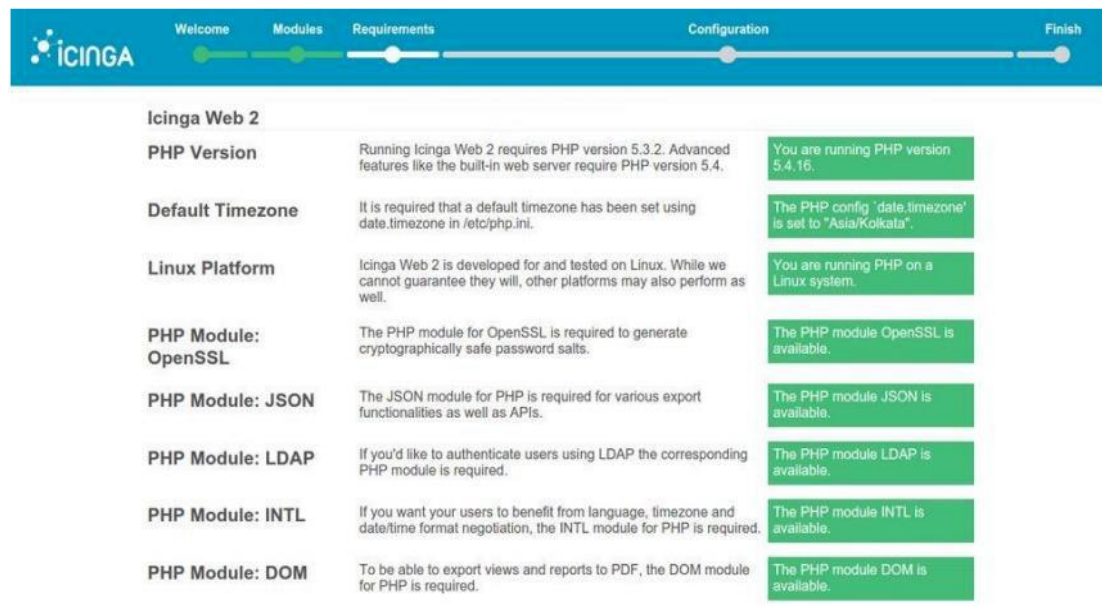 Welcome Modules Requirements Configuration Finish
ICINGA
Icinga Web 2
PHP Version
Running Icinga Web 2 requires PHP version 5.3.2. Advanced
features like the built-in web server require PHP version 5.4.
You are running PHP version
5.4.16.
Default Timezone
It is required that a default timezone has been set using
date.timezone in /etc/php.ini.
The PHP config `date.timezone'
is set to "Asia/Kolkata".
Linux Platform
Icinga Web 2 is developed for and tested on Linux. While we
cannot guarantee they will, other platforms may also perform as
well.
You are running PHP on a
Linux system.
PHP Module:
OpenSSL
The PHP module for OpenSSL is required to generate
cryptographically safe password salts.
The PHP module OpenSSL is
available.
PHP Module: JSON
The JSON module for PHP is required for various export
functionalities as well as APIs.
The PHP module JSON is
available.
PHP Module: LDAP
If you'd like to authenticate users using LDAP the corresponding
PHP module is required.
The PHP module LDAP is
available.
PHP Module: INTL
If you want your users to benefit from language, timezone and
date/time format negotiation, the INTL module for PHP is required.
The PHP module INTL is
available.
PHP Module: DOM
To be able to export views and reports to PDF, the DOM module
for PHP is required.
The PHP module DOM is
available.